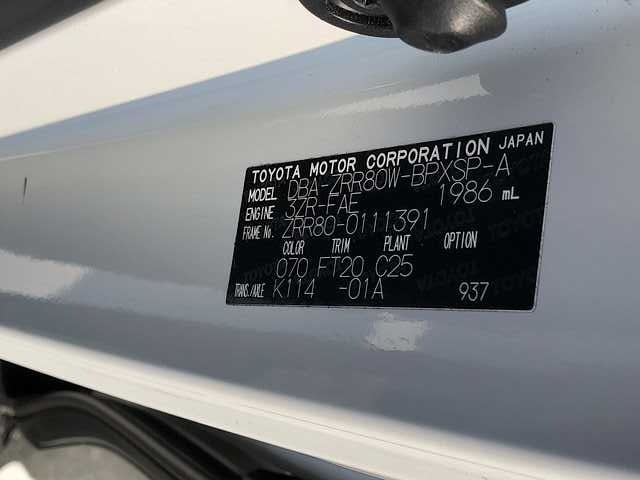 TOYOTA MOTOR CORPORATION JAPAN
MODEL DBA-ZRR80W-BPXSP-A
ENGINE 3ZR-FAE 1986 mL
FRAME No. ZRR80-0111391
COLOR TRIM PLANT OPTION
070 FT20 C25
TRANS./AXLE K114 -01A 937